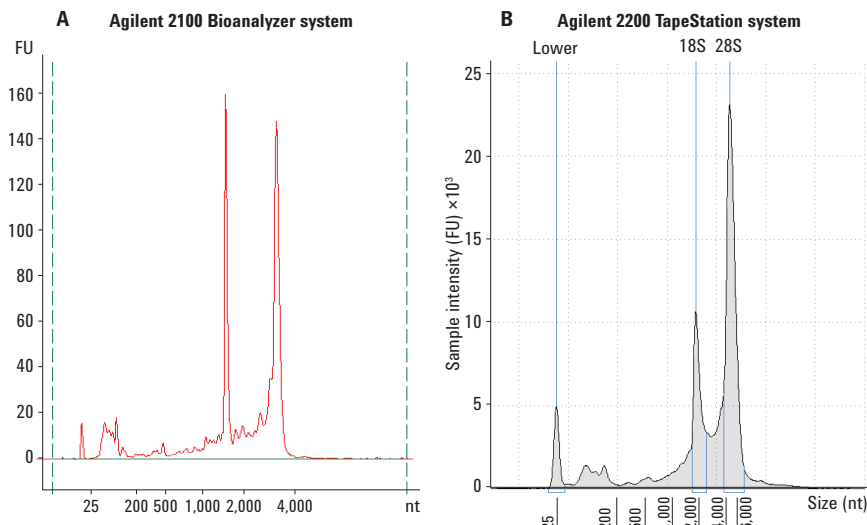 A Agilent 2100 Bioanalyzer system
FU
160
140
120
100
80
60
40
20
0
25 200 500 1,000 2,000 4,000 nt
B Agilent 2200 TapeStation system
Lower 18S 28S
Sample intensity (FU) ×10³
25
20
15
10
5
0
Size (nt)